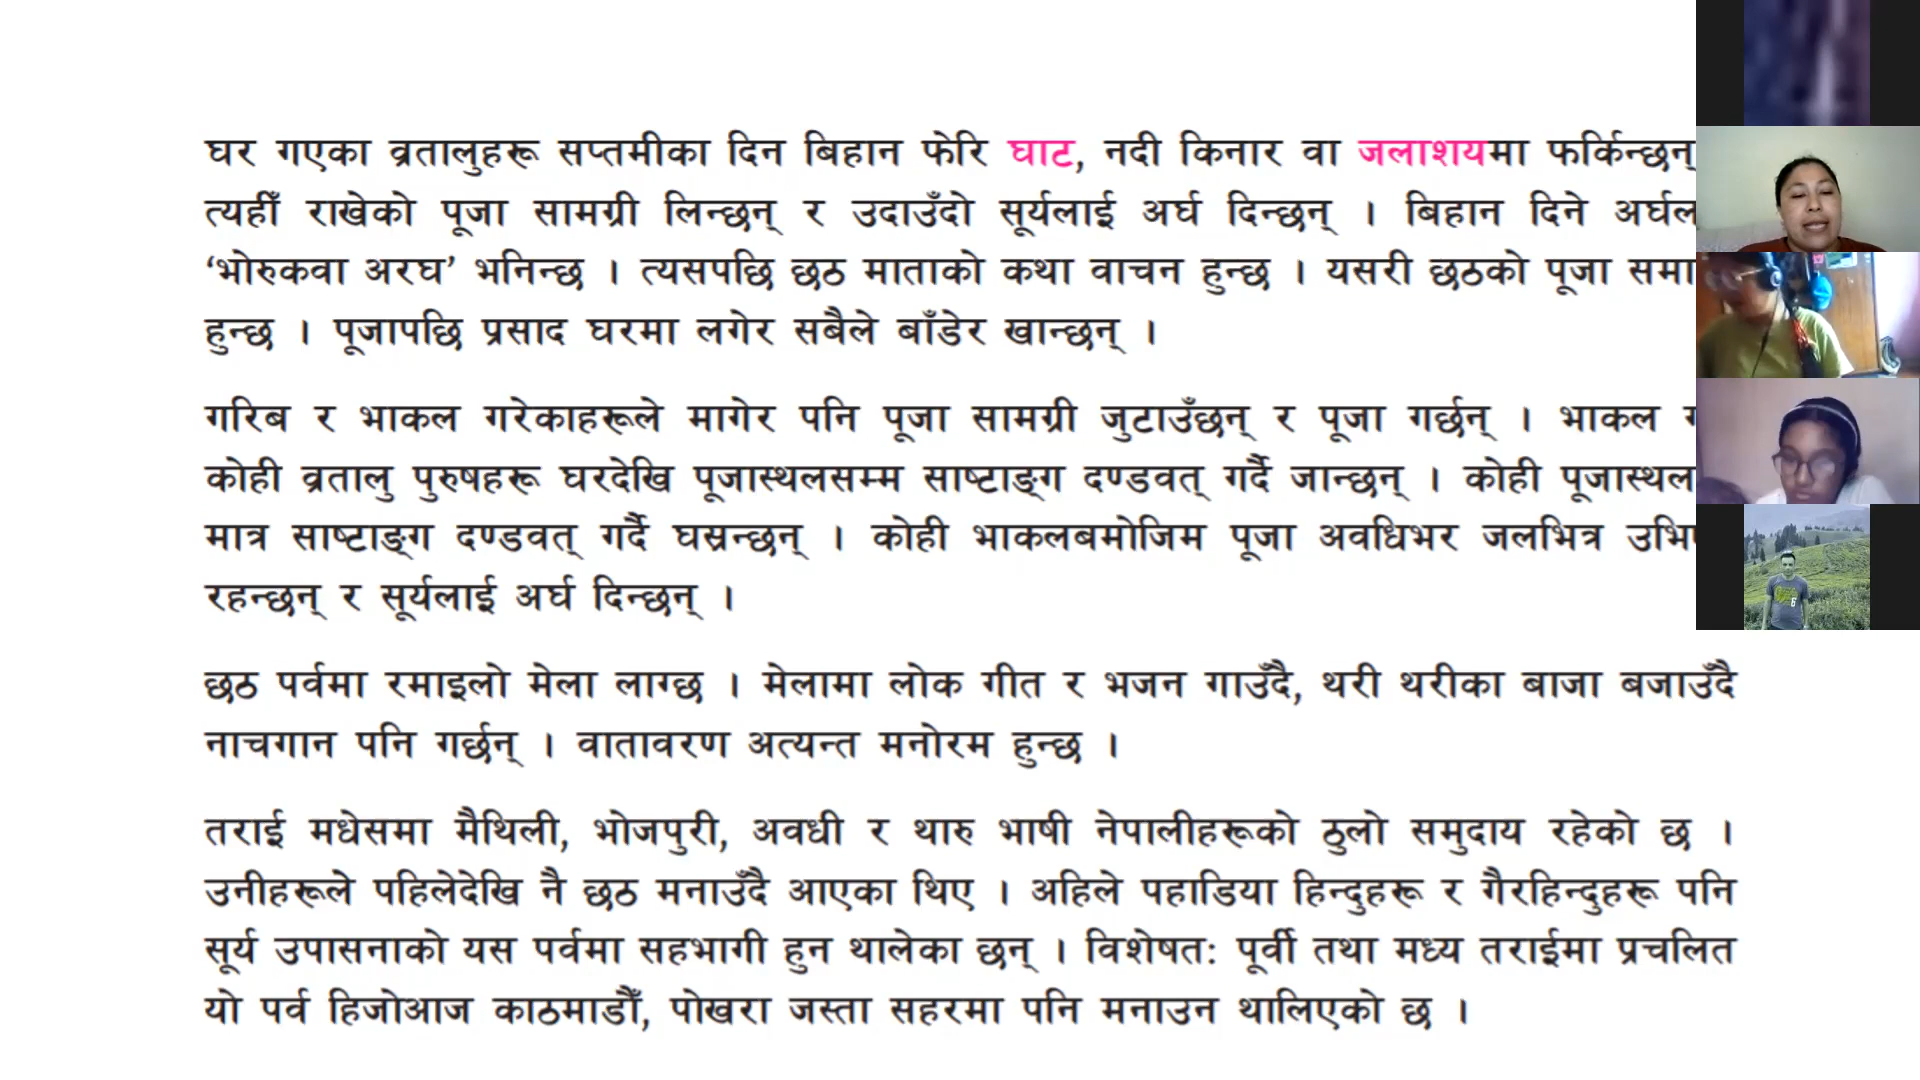 घर गएका व्रतालुहरू सप्तमीका दिन बिहान फेरि घाट, नदी किनार वा जलाशयमा फर्किन्छन्
त्यहीँ राखेको पूजा सामग्री लिन्छन् र उदाउँदो सूर्यलाई अर्घ दिन्छन् । बिहान दिने
‘भोरुकवा अरघ’ भनिन्छ । त्यसपछि छठ माताको कथा वाचन हुन्छ । यसरी छठको पूजा
हुन्छ । पूजापछि प्रसाद घरमा लगेर सबैले बाँडेर खान्छन् ।
गरिब र भाकल गरेकाहरूले मागेर पनि पूजा सामग्री जुटाउँछन् र पूजा गर्छन् । भाकल
कोही व्रतालु पुरुषहरू घरदेखि पूजास्थलसम्म साष्टाङ्ग दण्डवत् गर्दै जान्छन् । कोही
मात्र साष्टाङ्ग दण्डवत् गर्दै घस्रन्छन् । कोही भाकलबमोजिम पूजा अवधिभर जलभित्र
रहन्छन् र सूर्यलाई अर्घ दिन्छन् ।
छठ पर्वमा रमाइलो मेला लाग्छ । मेलामा लोक गीत र भजन गाउँदै, थरी थरीका बाजा बजाउँदै
नाचगान पनि गर्छन् । वातावरण अत्यन्त मनोरम हुन्छ ।
तराई मधेसमा मैथिली, भोजपुरी, अवधी र थारु भाषी नेपालीहरूको ठुलो समुदाय रहेको छ ।
उनीहरूले पहिलेदेखि नै छठ मनाउँदै आएका थिए । अहिले पहाडिया हिन्दुहरू र गैरहिन्दुहरू पनि
सूर्य उपासनाको यस पर्वमा सहभागी हुन थालेका छन् । विशेषतः पूर्वी तथा मध्य तराईमा प्रचलित
यो पर्व हिजोआज काठमाडौँ, पोखरा जस्ता सहरमा पनि मनाउन थालिएको छ ।